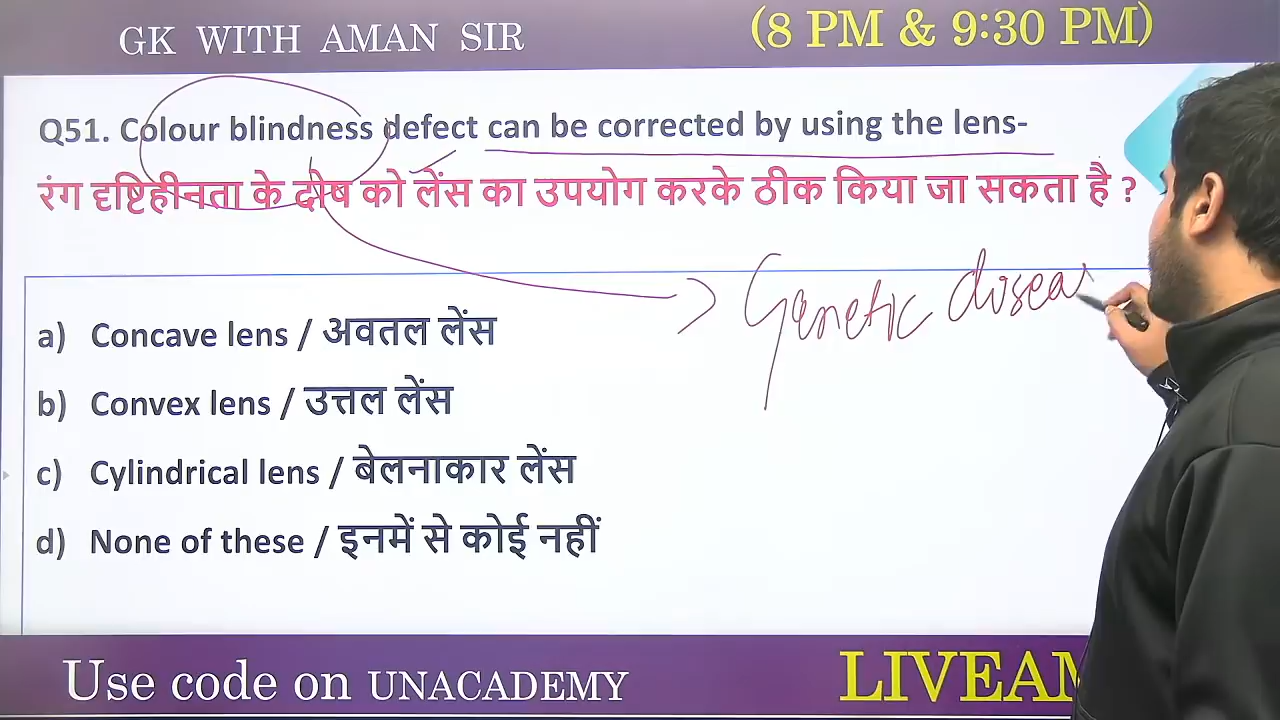 GK WITH AMAN SIR
(8 PM & 9:30 PM)
Q51. Colour blindness defect can be corrected by using the lens-
रंग दृष्टिहीनता के दोष को लेंस का उपयोग करके ठीक किया जा सकता है ?
Genetic diseas
a) Concave lens / अवतल लेंस
b) Convex lens / उत्तल लेंस
c) Cylindrical lens / बेलनाकार लेंस
d) None of these / इनमें से कोई नहीं
Use code on UNACADEMY
LIVEAM